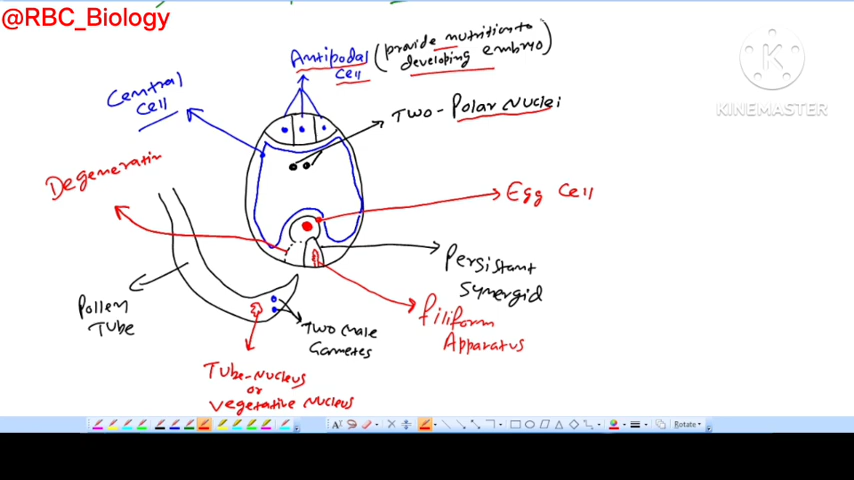 @RBC_Biology
Antipodal (provide nutrition to
cell developing embryo)
KINEMASTER
Central
cell
Two-Polar Nuclei
Degeneratin
Egg Cell
Persistant
Synergid
Pollen
Tube
Filiform
Apparatus
Two Male
Gametes
Tube-Nucleus
or
Vegetative Nucleus
Rotate